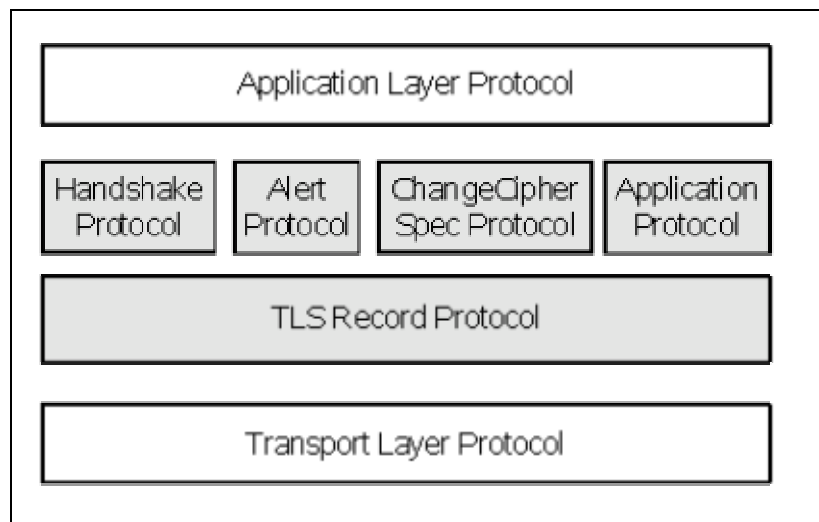 Application Layer Protocol
Handshake
Protocol
Alert
Protocol
ChangeCipher
Spec Protocol
Application
Protocol
TLS Record Protocol
Transport Layer Protocol